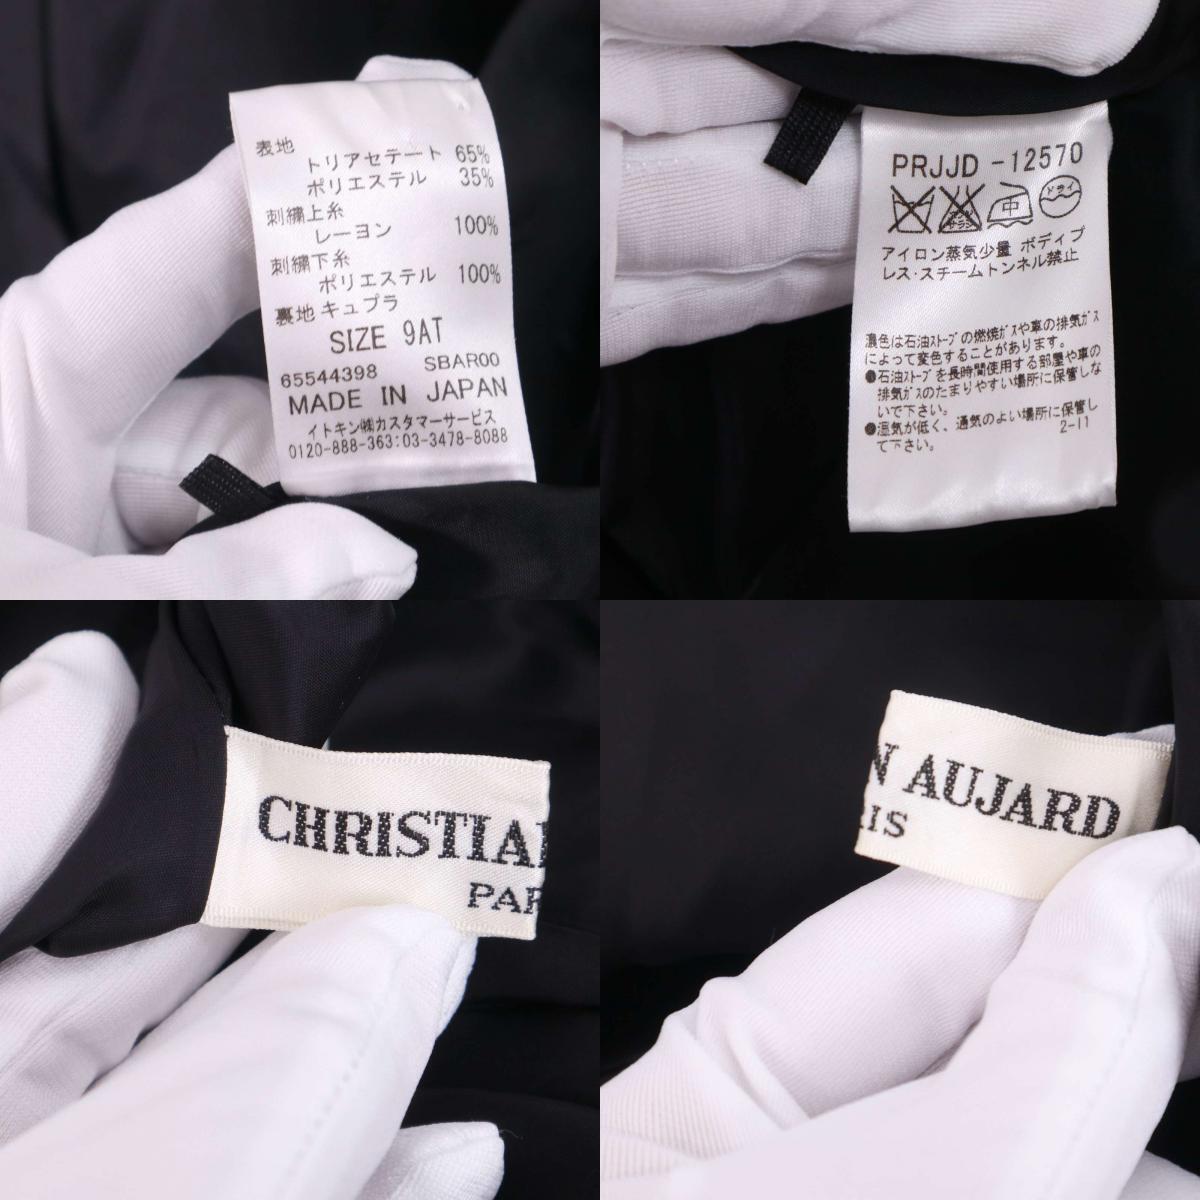 表地
トリアセテート 65%
ポリエステル 35%
刺繍上糸
レーヨン 100%
刺繍下糸
ポリエステル 100%
裏地 キュプラ
SIZE 9AT
65544398 SBAR00
MADE IN JAPAN
イトキン㈱カスタマーサービス
0120-888-363:03-3478-8088
PRJJD -12570
中 ドライ
アイロン蒸気少量 ボディプ
レス・スチームトンネル禁止
濃色は石油ストーブの燃焼ガスや車の排気ガス
によって変色することがあります。
●石油ストーブを長時間使用する部屋や車の
排気ガスのたまりやすい場所に保管しな
いで下さい。
●湿気が低く、通気のよい場所に保管し
て下さい。 2-11
CHRISTIAN
PAR
N AUJARD
RIS